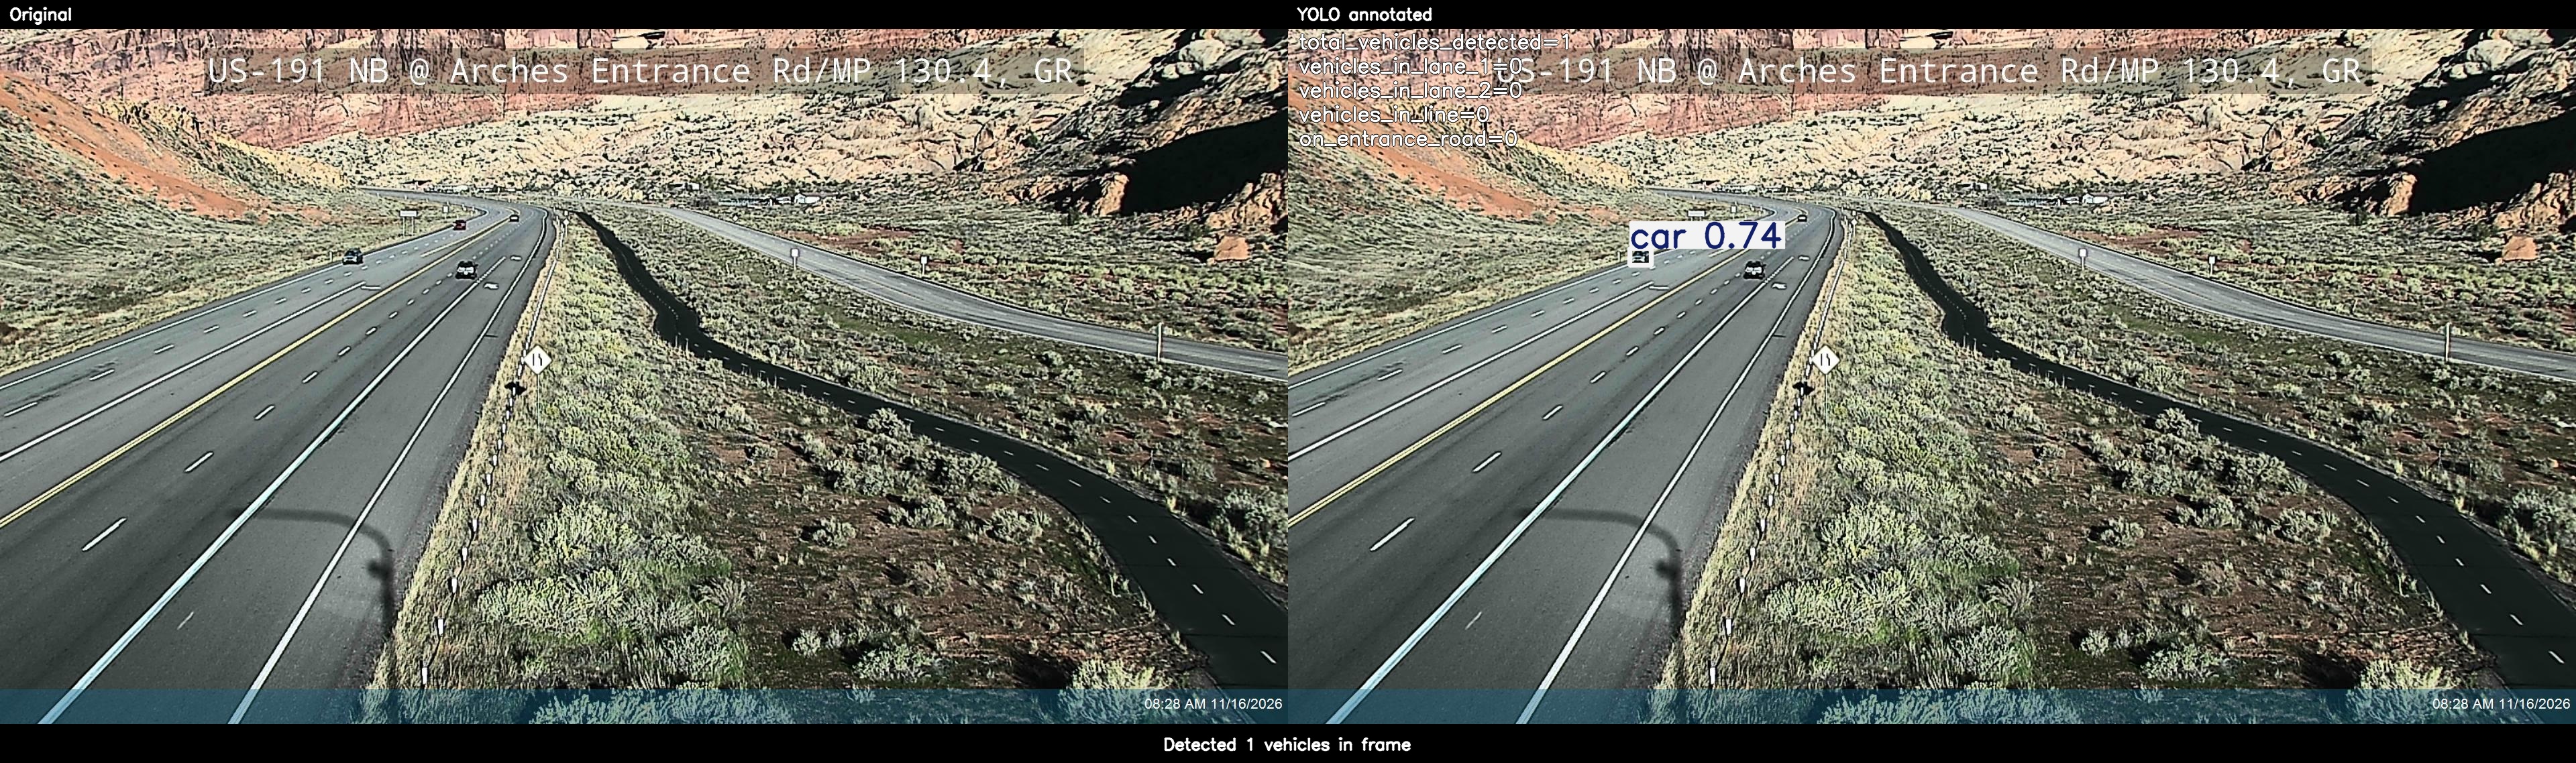 Original
US-191 NB @ Arches Entrance Rd/MP 130.4, GR
08:28 AM 11/16/2026
YOLO annotated
total_vehicles_detected=1
vehicles_in_lane_1=0
S-191 NB @ Arches Entrance Rd/MP 130.4, GR
vehicles_in_lane_2=0
vehicles_in_line=0
on_entrance_road=0
car 0.74
08:28 AM 11/16/2026
Detected 1 vehicles in frame